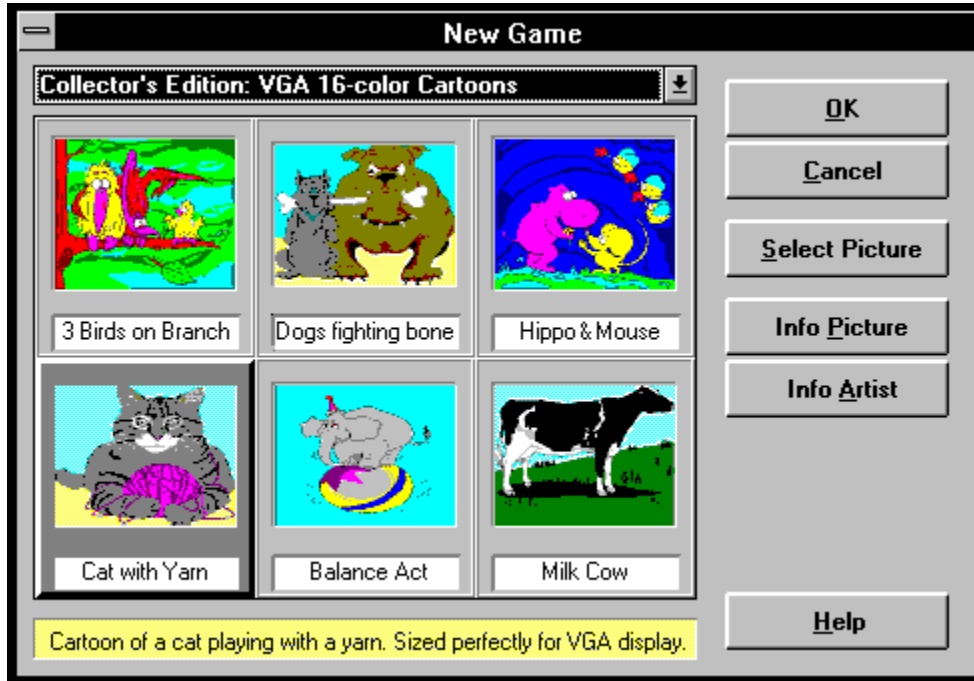 New Game
Collector's Edition: VGA 16-color Cartoons
OK
Cancel
Select Picture
Info Picture
Info Artist
3 Birds on Branch
Dogs fighting bone
Hippo & Mouse
Cat with Yarn
Balance Act
Milk Cow
Help
Cartoon of a cat playing with a yarn. Sized perfectly for VGA display.